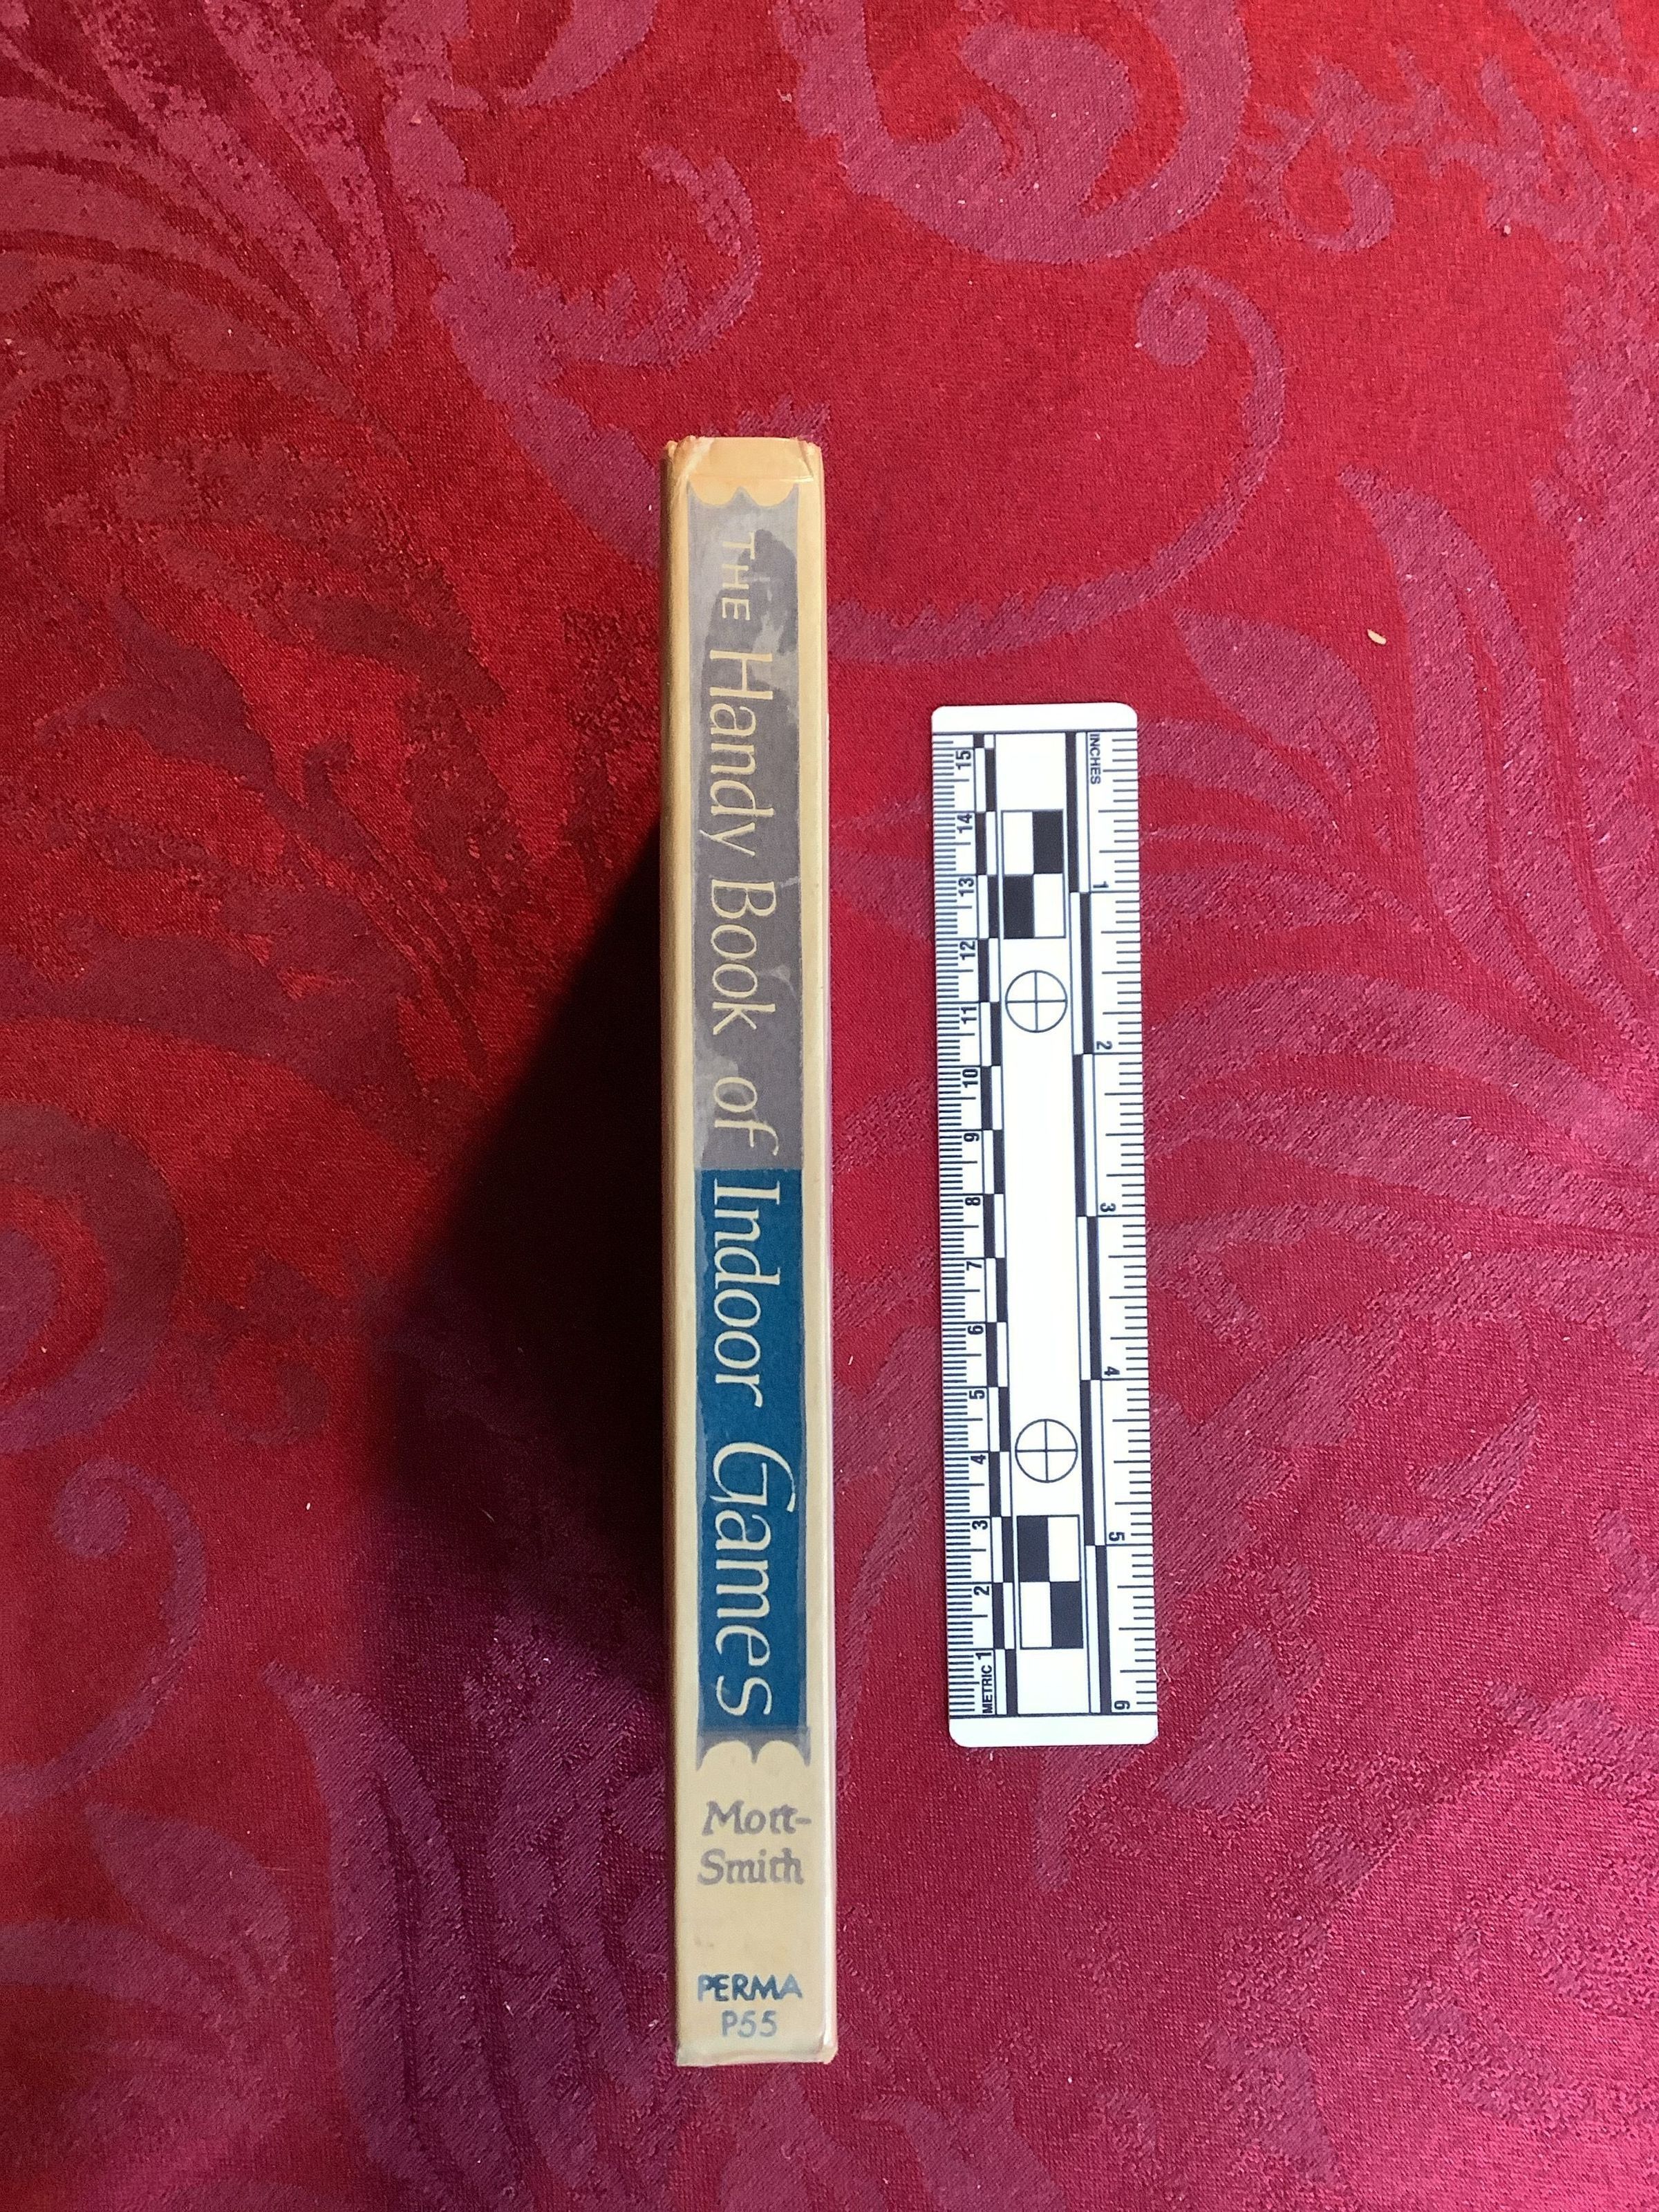 THE Handy Book of Indoor Games
Mott-
Smith
PERMA
P55
INCHES
1
2
3
4
5
6
15
14
13
12
11
10
9
8
7
6
5
4
3
2
METRIC 1